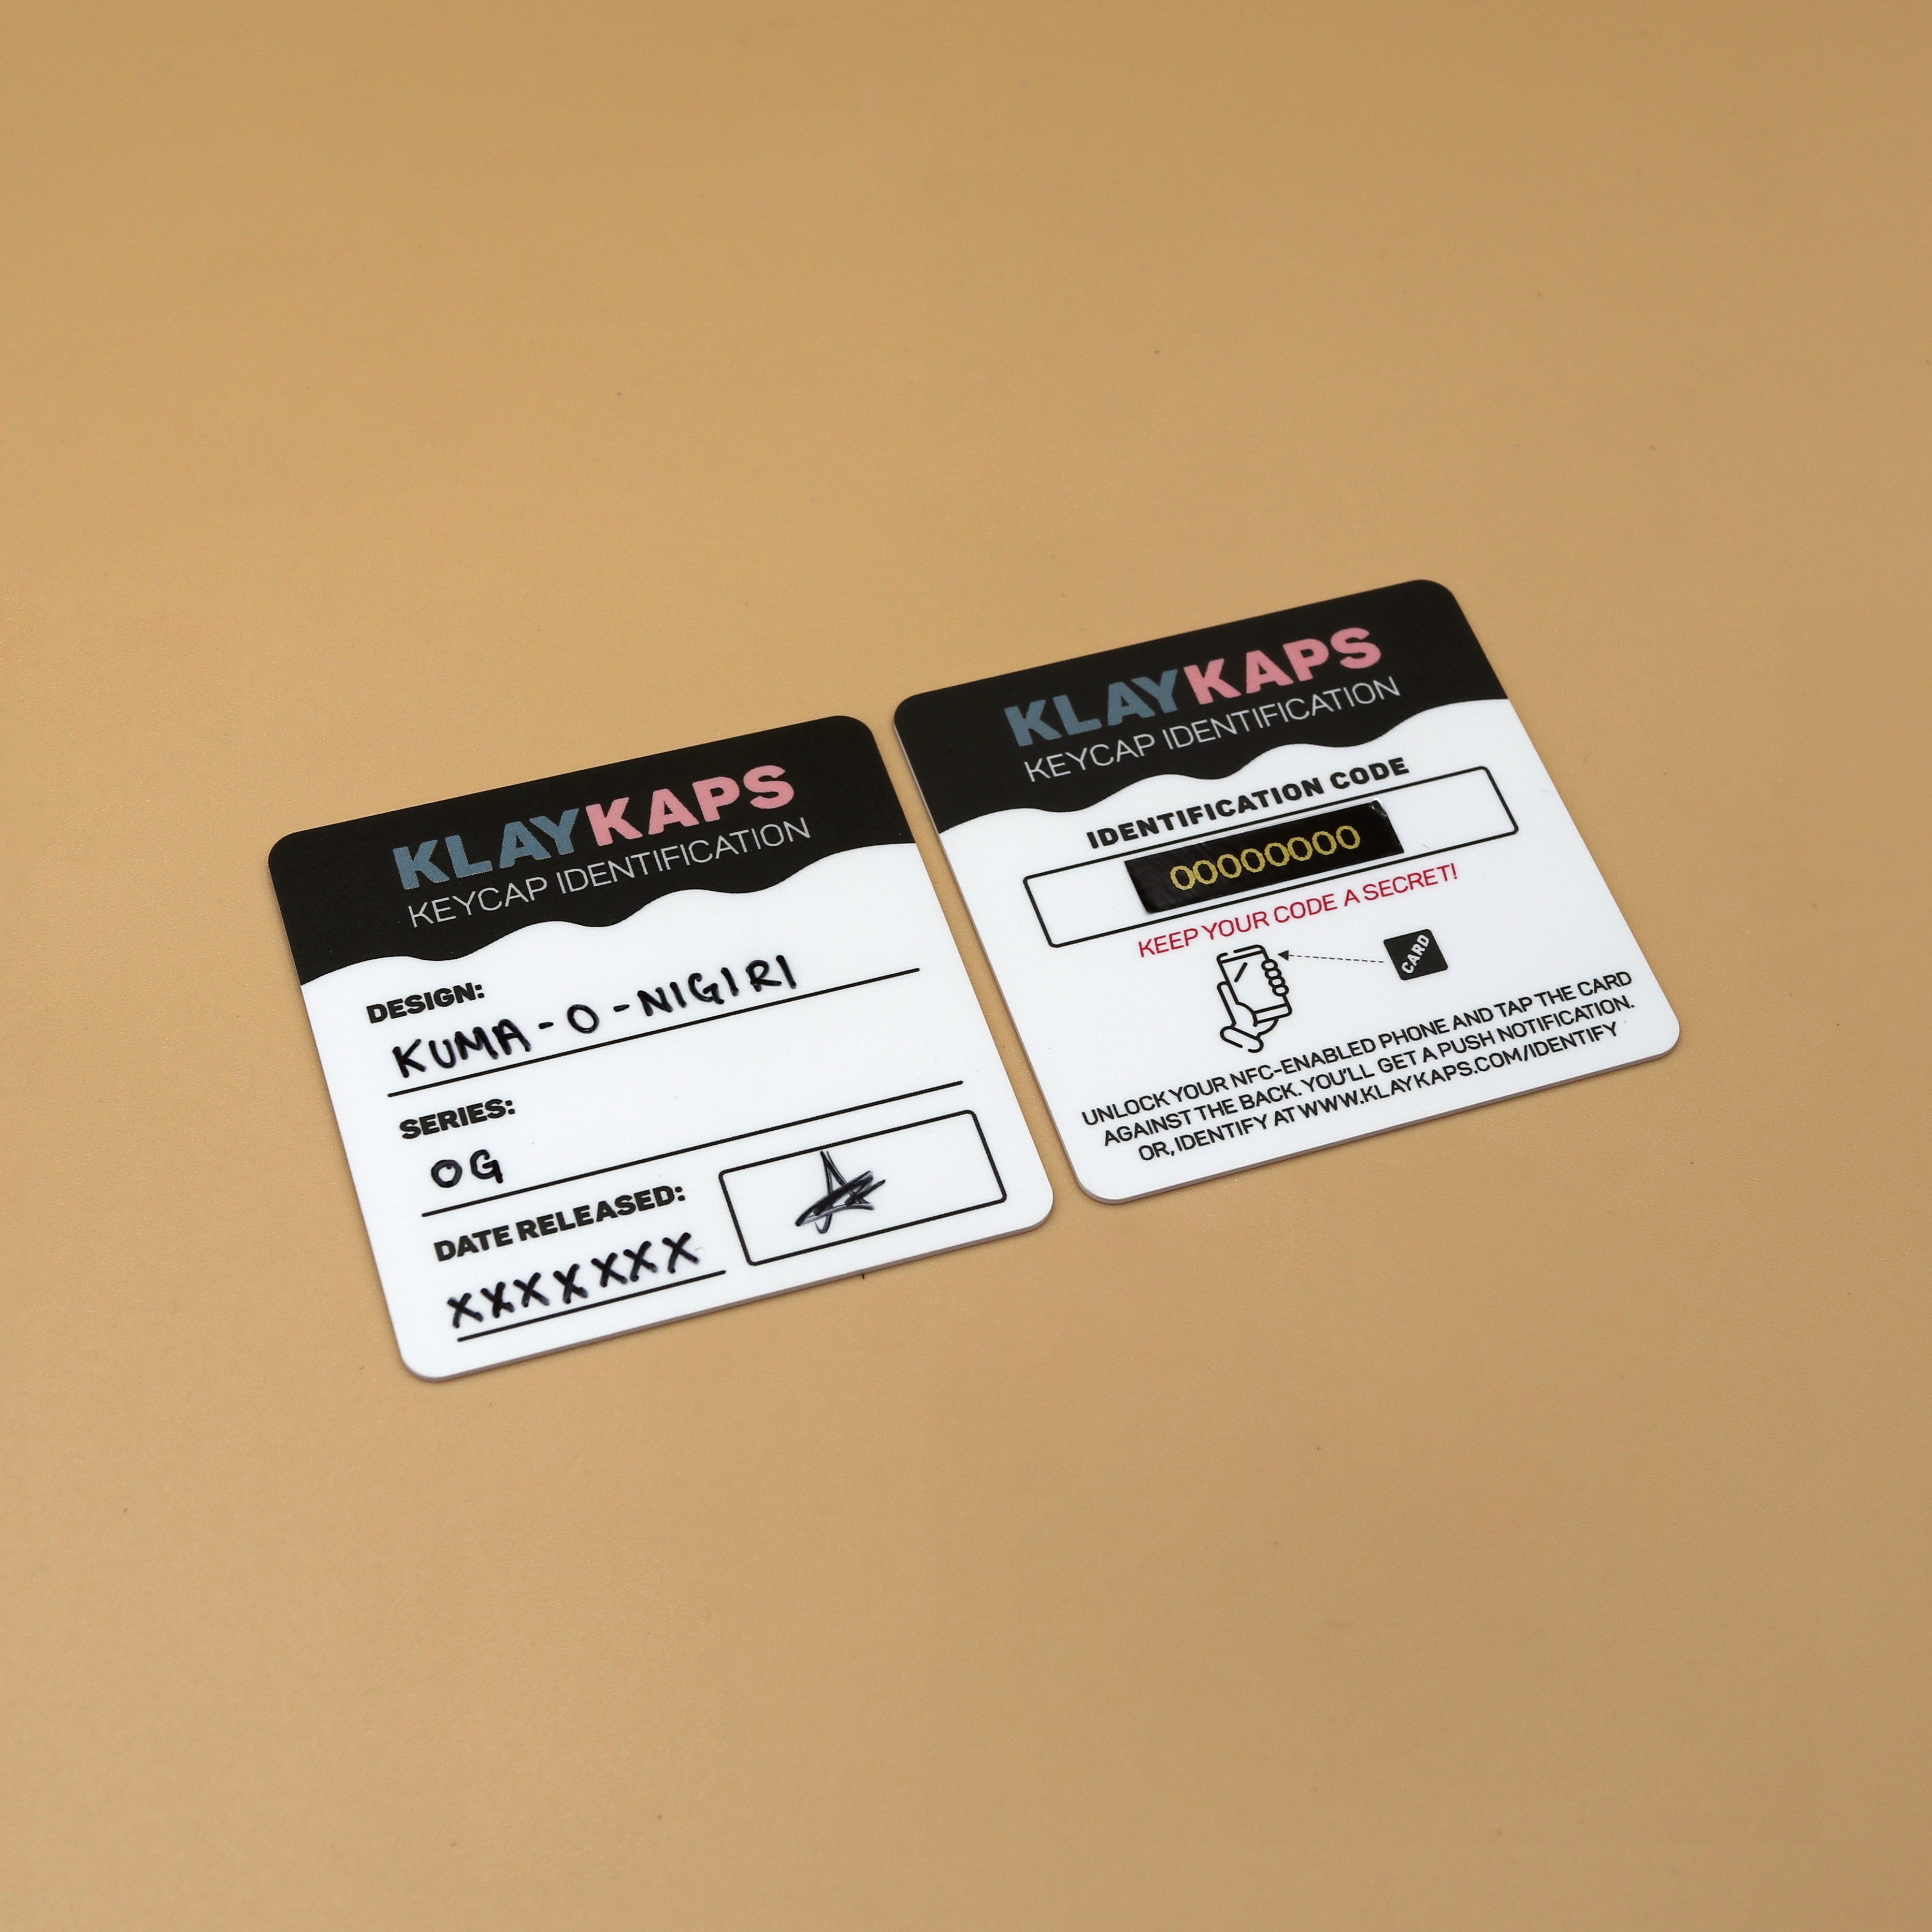 KLAYKAPS
KEYCAP IDENTIFICATION
DESIGN:
KUMA-O-NIGIRI
SERIES:
OG
DATE RELEASED:
XXXXXXX
KLAYKAPS
KEYCAP IDENTIFICATION
IDENTIFICATION CODE
00000000
KEEP YOUR CODE A SECRET!
CARD
UNLOCK YOUR NFC-ENABLED PHONE AND TAP THE CARD
AGAINST THE BACK. YOU'LL GET A PUSH NOTIFICATION.
OR, IDENTIFY AT WWW.KLAYKAPS.COM/IDENTIFY